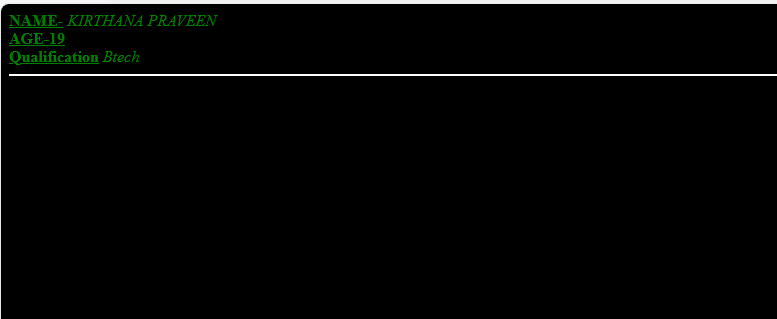 NAME- KIRTHANA PRAVEEN
AGE-19
Qualification Btech